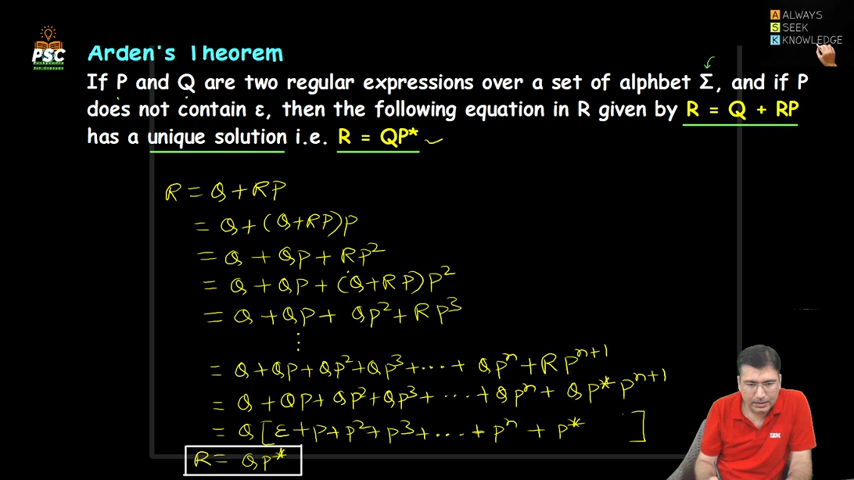 ALWAYS
SEEK
KNOWLEDGE
PSC
Arden's Theorem
If P and Q are two regular expressions over a set of alphbet Σ, and if P
does not contain ε, then the following equation in R given by R = Q + RP
has a unique solution i.e. R = QP*
R = Q + RP
= Q + (Q+RP)P
= Q + QP + RP²
= Q + QP + (Q+RP)P²
= Q + QP + QP² + RP³
⋮
= Q + QP + QP² + QP³ + ⋯ + QPⁿ + RPⁿ⁺¹
= Q + QP + QP² + QP³ + ⋯ + QPⁿ + QP* Pⁿ⁺¹
= Q [ε + P + P² + P³ + ⋯ + Pⁿ + P* ]
R = QP*